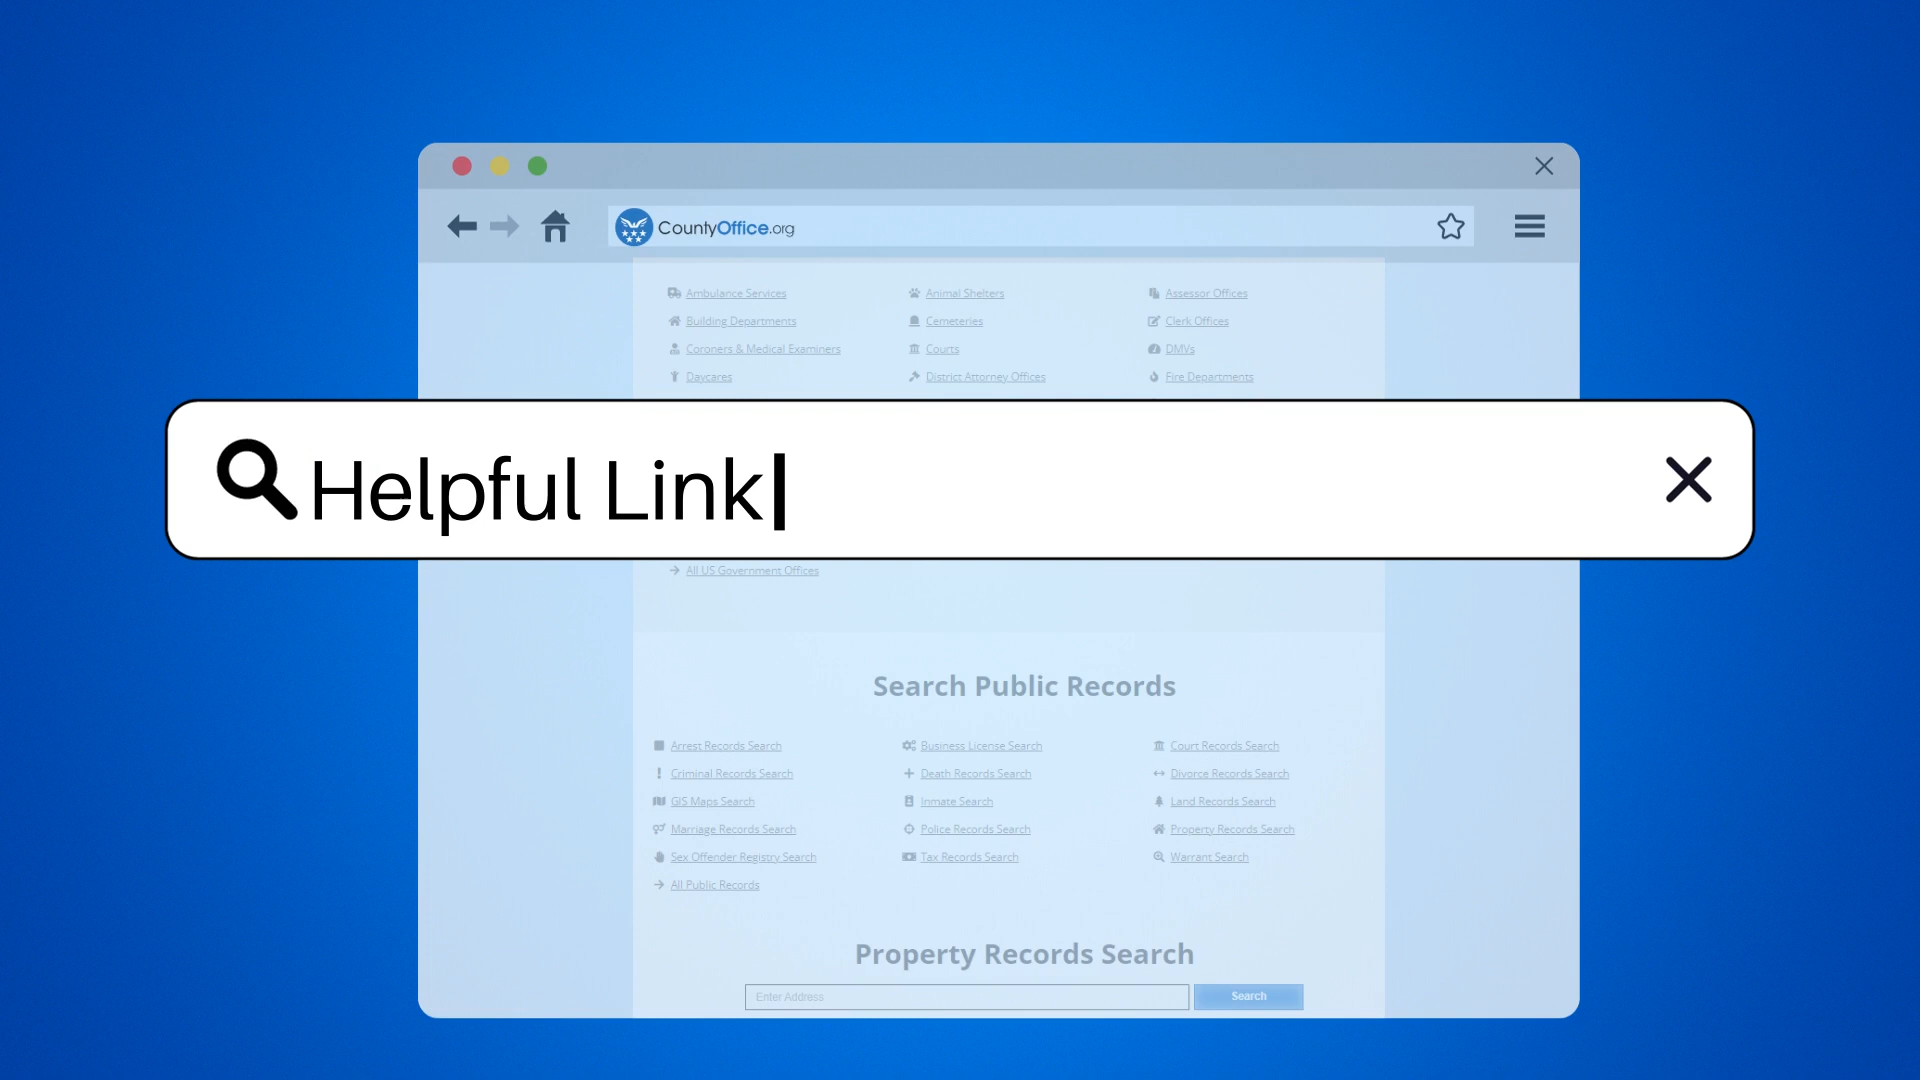 CountyOffice.org
Ambulance Services Animal Shelters Assessor Offices
Building Departments Cemeteries Clerk Offices
Coroners & Medical Examiners Courts DMVs
Daycares District Attorney Offices Fire Departments
Helpful Link
All US Government Offices
Search Public Records
Arrest Records Search Business License Search Court Records Search
Criminal Records Search Death Records Search Divorce Records Search
GIS Maps Search Inmate Search Land Records Search
Marriage Records Search Police Records Search Property Records Search
Sex Offender Registry Search Tax Records Search Warrant Search
All Public Records
Property Records Search
Enter Address Search